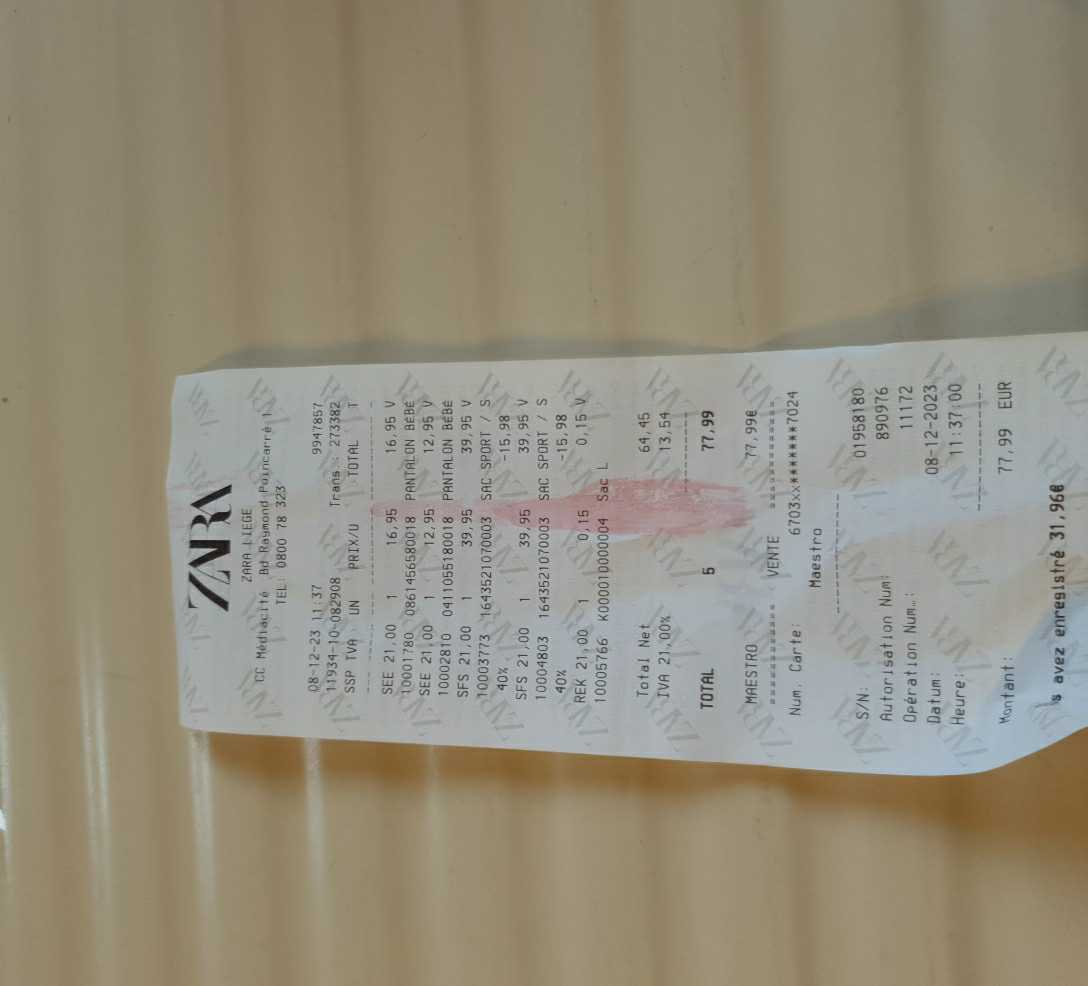 ZARA
ZARA LIEGE
CC Médiacité Bd Raymond Poincarré 1
TEL: 0800 78 323
08-12-23 11:37 9947857
11934-10-082908 Trans.: 273382
SSP TVA UN PRIX/U TOTAL T
SEE 21,00 1 16,95 16,95 V
10001780 0861456580018 PANTALON BÉBÉ
SEE 21,00 1 12,95 12,95 V
10002810 0411055180018 PANTALON BÉBÉ
SFS 21,00 1 39,95 39,95 V
10003773 1643521070003 SAC SPORT / S
40% -15,98
SFS 21,00 1 39,95 39,95 V
10004803 1643521070003 SAC SPORT / S
40% -15,98
REK 21,00 1 0,15 0,15 V
10005766 K0000100000004 Sac L
Total Net 64,45
IVA 21,00% 13,54
TOTAL 5 77,99
MAESTRO 77,99€
========== VENTE ==========
Num. Carte: 6703xx*******7024
Maestro
S/N: 01958180
Autorisation Num: 890976
Opération Num.: 11172
Datum: 08-12-2023
Heure: 11:37:00
Montant: 77,99 EUR
s avez enregistré 31,96€